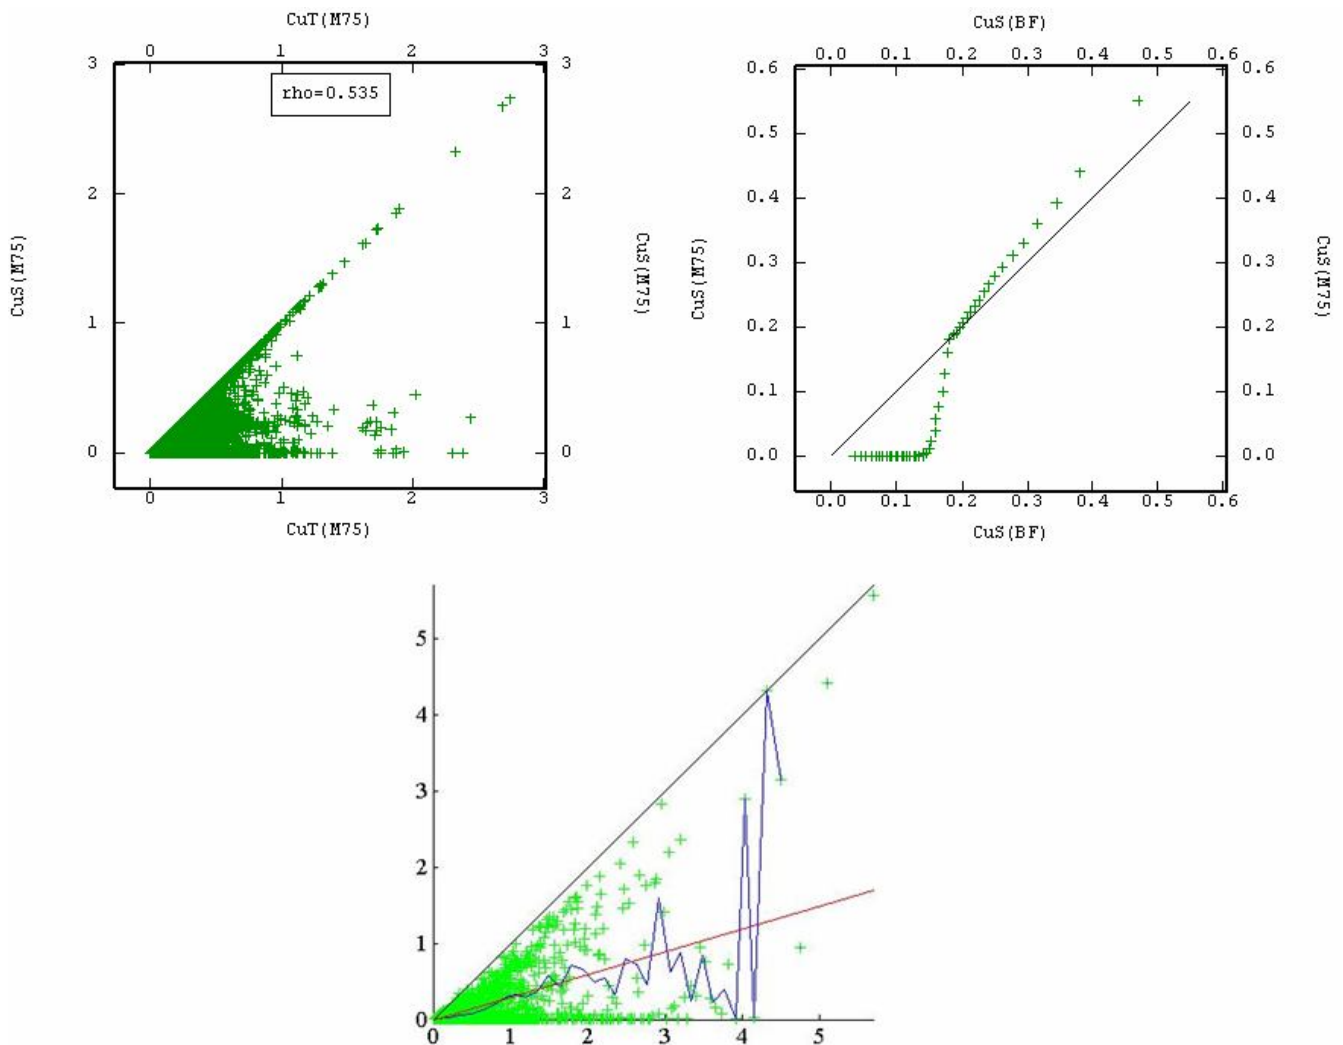 CuT(M75)
0 1 2 3
rho=0.535
3 3
2 2
1 1
0 0
CuS(M75)
CuS(M75)
0 1 2 3
CuT(M75)
CuS(BF)
0.0 0.1 0.2 0.3 0.4 0.5 0.6
0.6 0.6
0.5 0.5
0.4 0.4
0.3 0.3
0.2 0.2
0.1 0.1
0.0 0.0
CuS(M75)
CuS(M75)
0.0 0.1 0.2 0.3 0.4 0.5 0.6
CuS(BF)
5
4
3
2
1
0
0 1 2 3 4 5